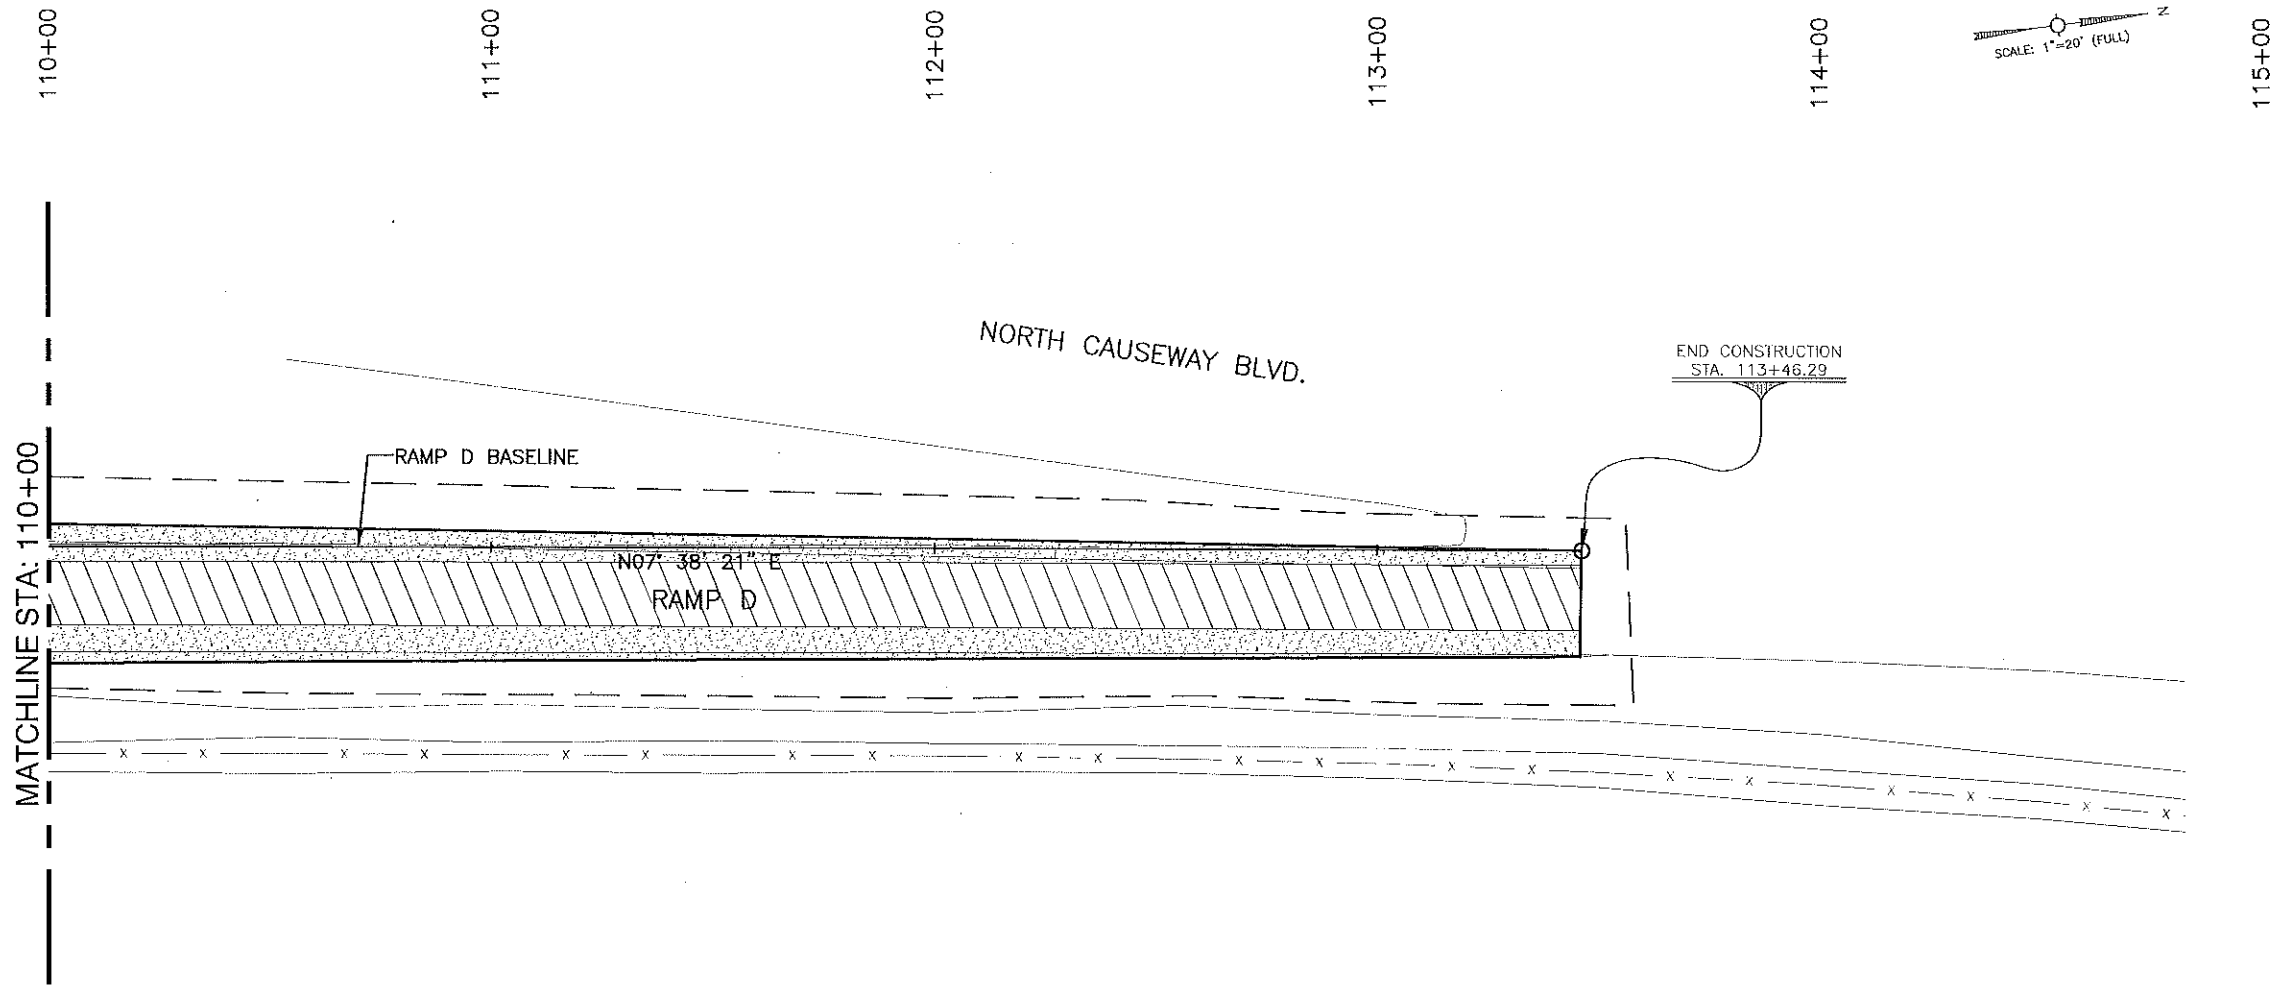 110+00
111+00
112+00
113+00
114+00
115+00
N
SCALE: 1"=20' (FULL)
NORTH CAUSEWAY BLVD.
END CONSTRUCTION
STA. 113+46.29
RAMP D BASELINE
MATCHLINE STA: 110+00
N07° 38' 21" E
RAMP D
X X X X X X X X X X X X X X X X X X